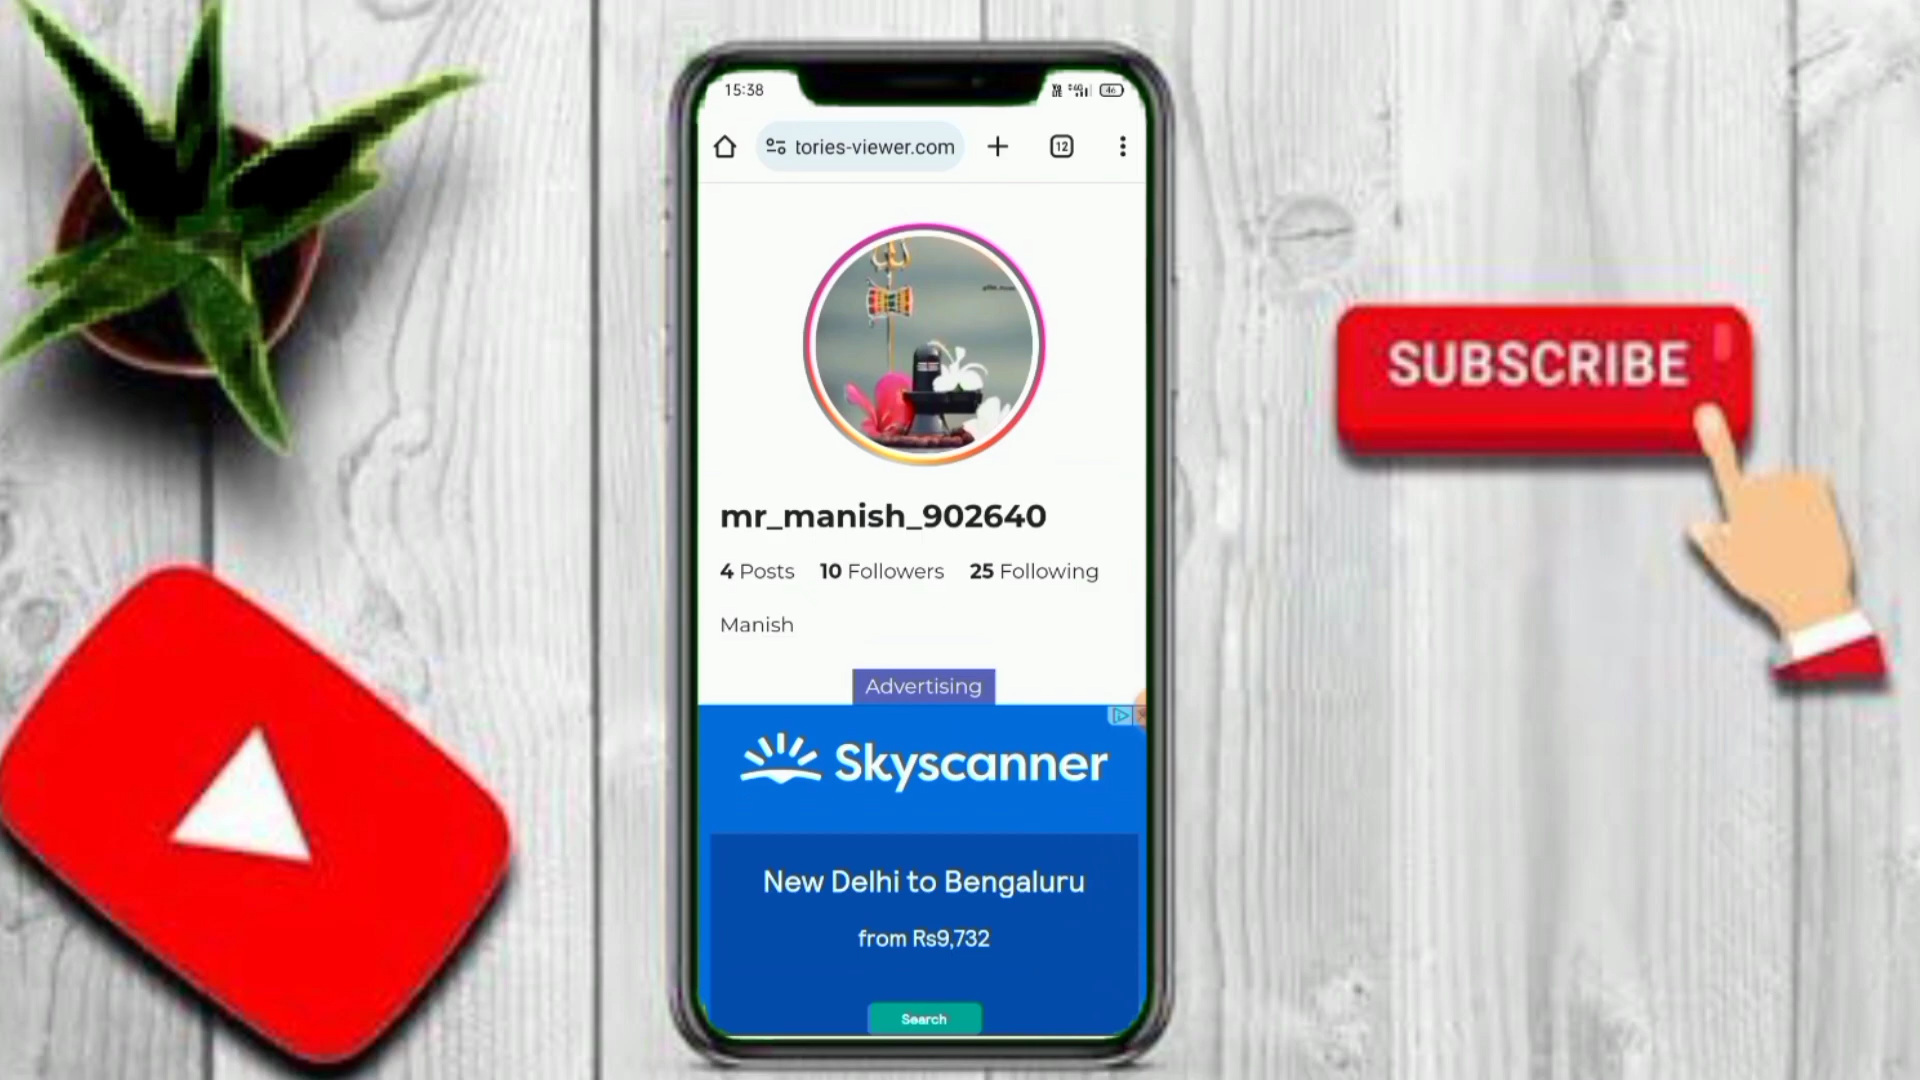 15:38
46
tories-viewer.com
12
mr_manish_902640
4 Posts 10 Followers 25 Following
Manish
Advertising
Skyscanner
New Delhi to Bengaluru
from Rs9,732
Search
SUBSCRIBE